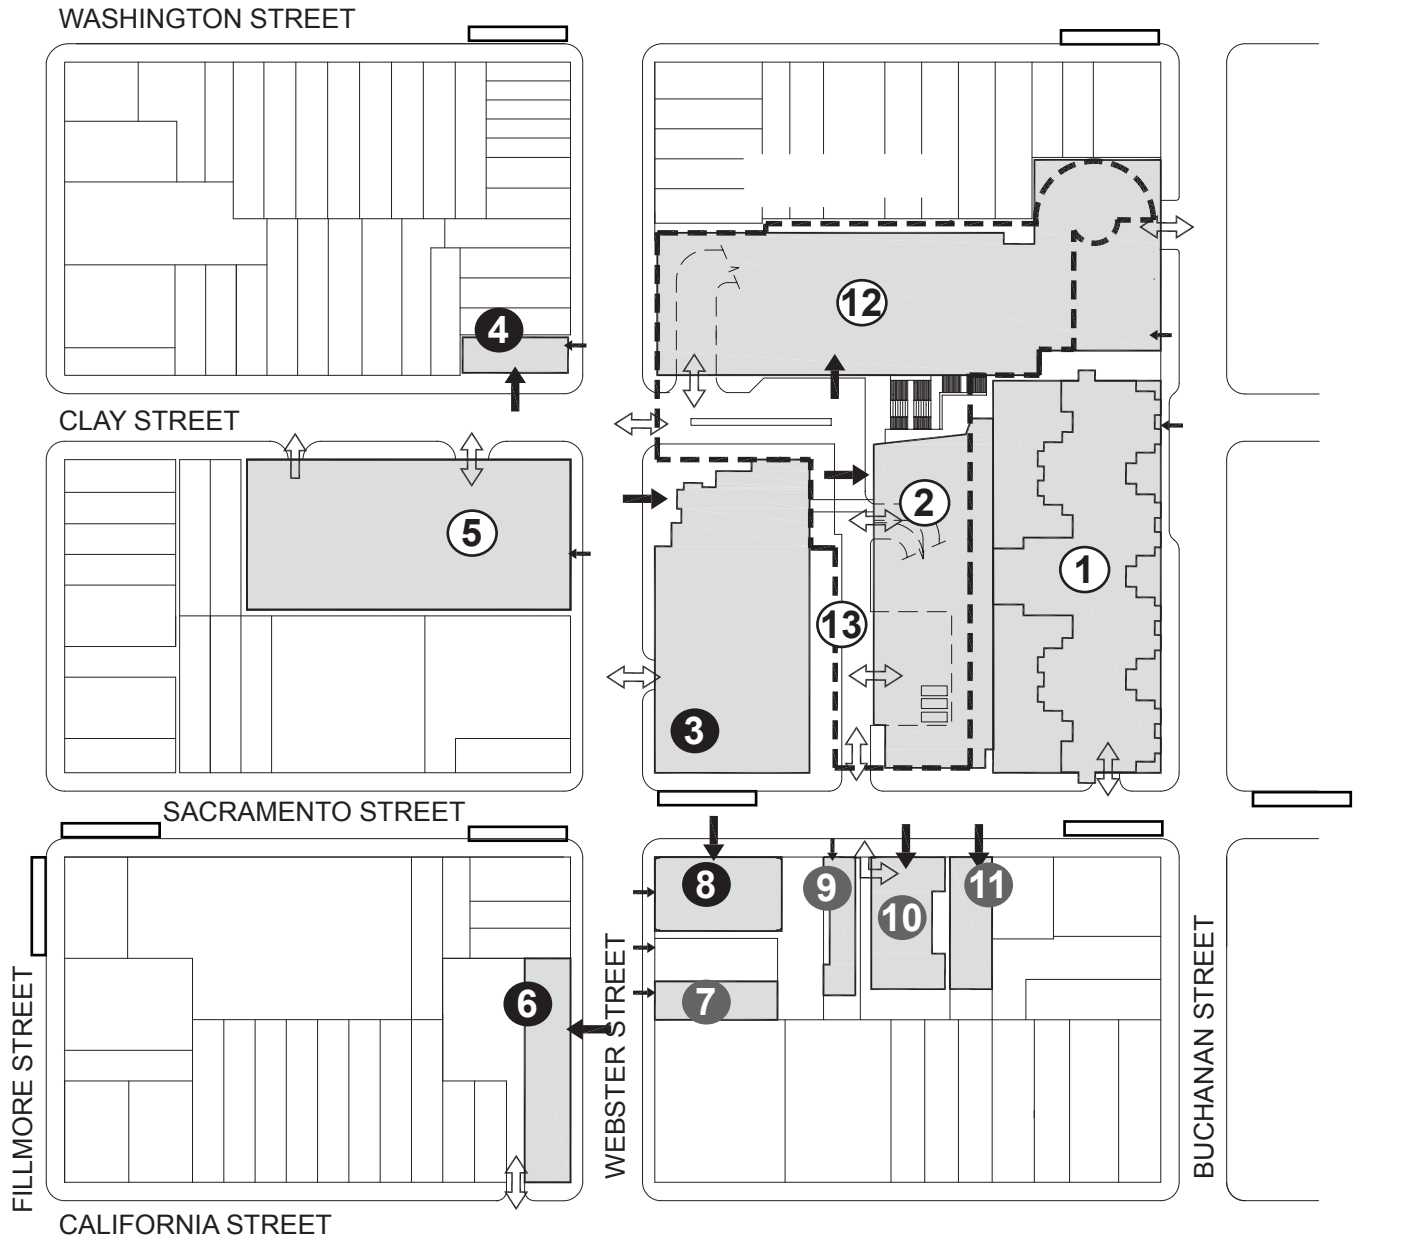 WASHINGTON STREET
12
4
CLAY STREET
2
5
1
13
3
SACRAMENTO STREET
8
9
11
10
6
7
FILLMORE STREET
WEBSTER STREET
BUCHANAN STREET
CALIFORNIA STREET